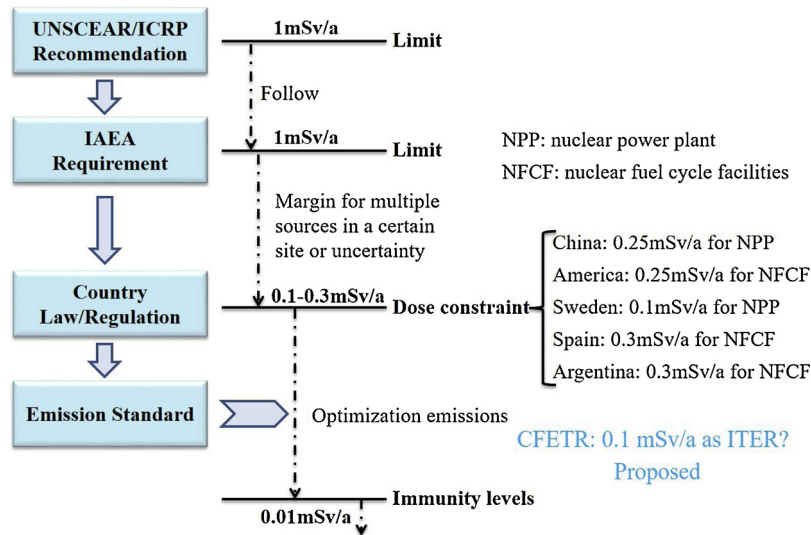 UNSCEAR/ICRP
Recommendation
1mSv/a
Limit
Follow
IAEA
Requirement
1mSv/a
Limit
NPP: nuclear power plant
NFCF: nuclear fuel cycle facilities
Margin for multiple
sources in a certain
site or uncertainty
Country
Law/Regulation
0.1-0.3mSv/a
Dose constraint
China: 0.25mSv/a for NPP
America: 0.25mSv/a for NFCF
Sweden: 0.1mSv/a for NPP
Spain: 0.3mSv/a for NFCF
Argentina: 0.3mSv/a for NFCF
Emission Standard
Optimization emissions
CFETR: 0.1 mSv/a as ITER?
Proposed
Immunity levels
0.01mSv/a